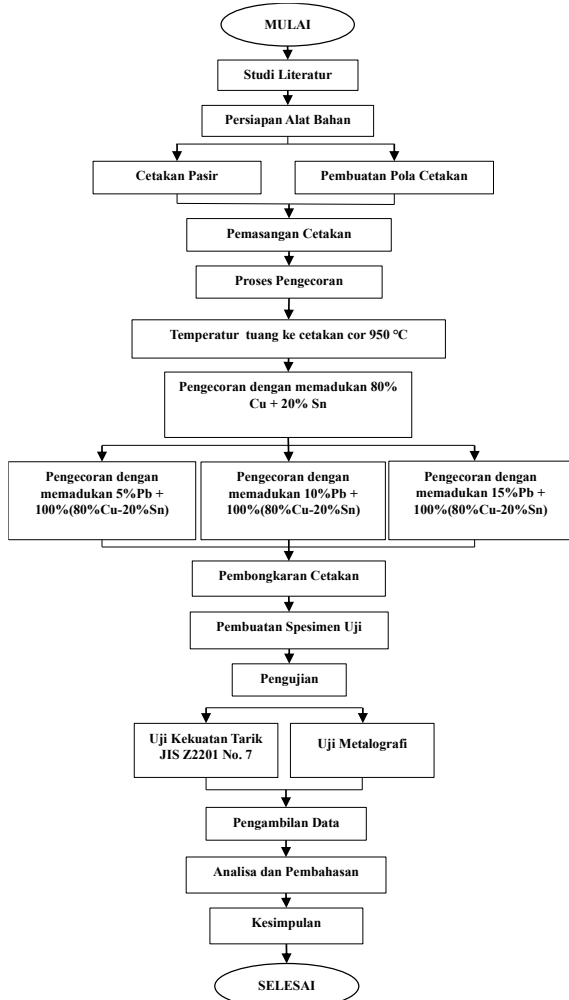 MULAI
Studi Literatur
Persiapan Alat Bahan
Cetakan Pasir
Pembuatan Pola Cetakan
Pemasangan Cetakan
Proses Pengecoran
Temperatur tuang ke cetakan cor 950 °C
Pengecoran dengan memadukan 80%
Cu + 20% Sn
Pengecoran dengan
memadukan 5%Pb +
100%(80%Cu-20%Sn)
Pengecoran dengan
memadukan 10%Pb +
100%(80%Cu-20%Sn)
Pengecoran dengan
memadukan 15%Pb +
100%(80%Cu-20%Sn)
Pembongkaran Cetakan
Pembuatan Spesimen Uji
Pengujian
Uji Kekuatan Tarik
JIS Z2201 No. 7
Uji Metalografi
Pengambilan Data
Analisa dan Pembahasan
Kesimpulan
SELESAI